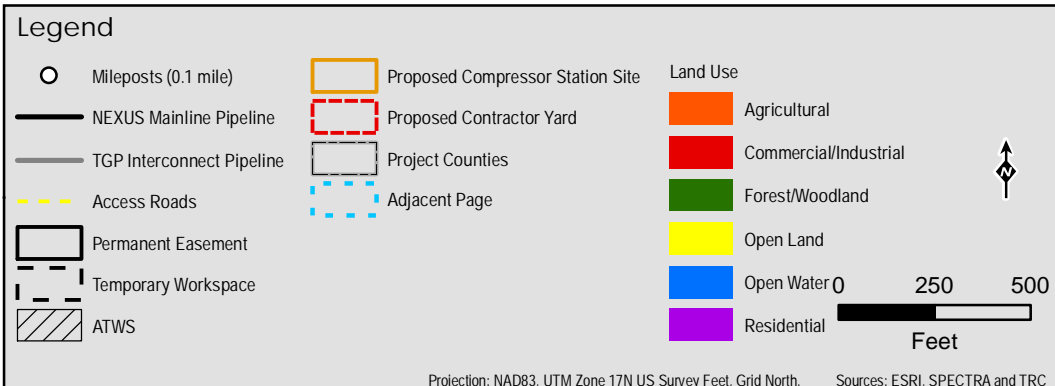 Legend
Mileposts (0.1 mile)
NEXUS Mainline Pipeline
TGP Interconnect Pipeline
Access Roads
Permanent Easement
Temporary Workspace
ATWS
Proposed Compressor Station Site
Proposed Contractor Yard
Project Counties
Adjacent Page
Land Use
Agricultural
Commercial/Industrial
Forest/Woodland
Open Land
Open Water
Residential
N
0 250 500
Feet
Projection: NAD83, UTM Zone 17N US Survey Feet, Grid North. Sources: ESRI, SPECTRA and TRC